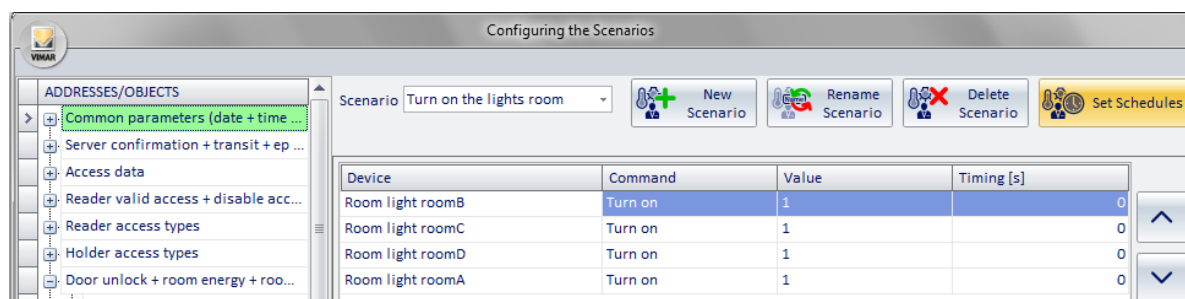 Configuring the Scenarios
VIMAR
ADDRESSES/OBJECTS
Common parameters (date + time ...
Server confirmation + transit + ep ...
Access data
Reader valid access + disable acc...
Reader access types
Holder access types
Door unlock + room energy + roo...
Scenario Turn on the lights room
New Scenario
Rename Scenario
Delete Scenario
Set Schedules
Device Command Value Timing [s]
Room light roomB Turn on 1 0
Room light roomC Turn on 1 0
Room light roomD Turn on 1 0
Room light roomA Turn on 1 0